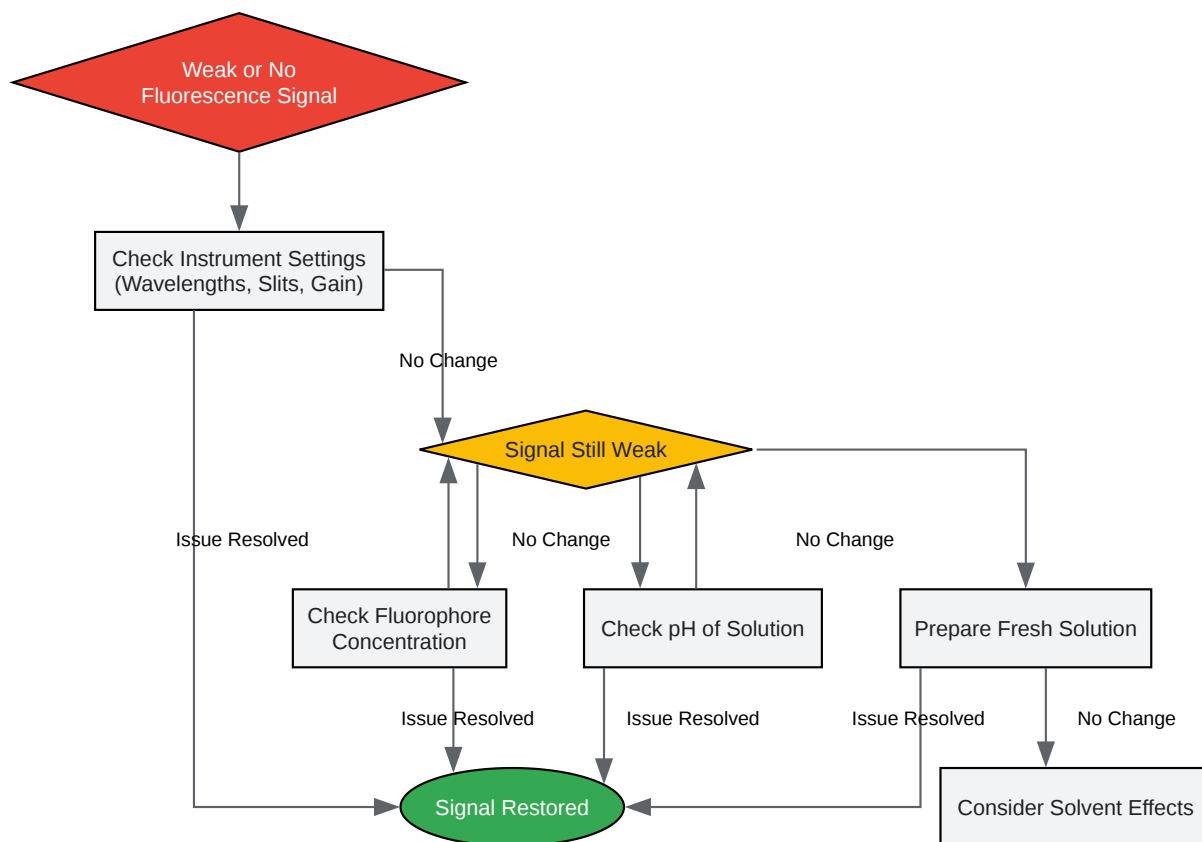 Weak or No
Fluorescence Signal
Check Instrument Settings
(Wavelengths, Slits, Gain)
No Change
Signal Still Weak
Issue Resolved
No Change
No Change
Check Fluorophore
Concentration
Check pH of Solution
Prepare Fresh Solution
Issue Resolved
Issue Resolved
Issue Resolved
No Change
Signal Restored
Consider Solvent Effects